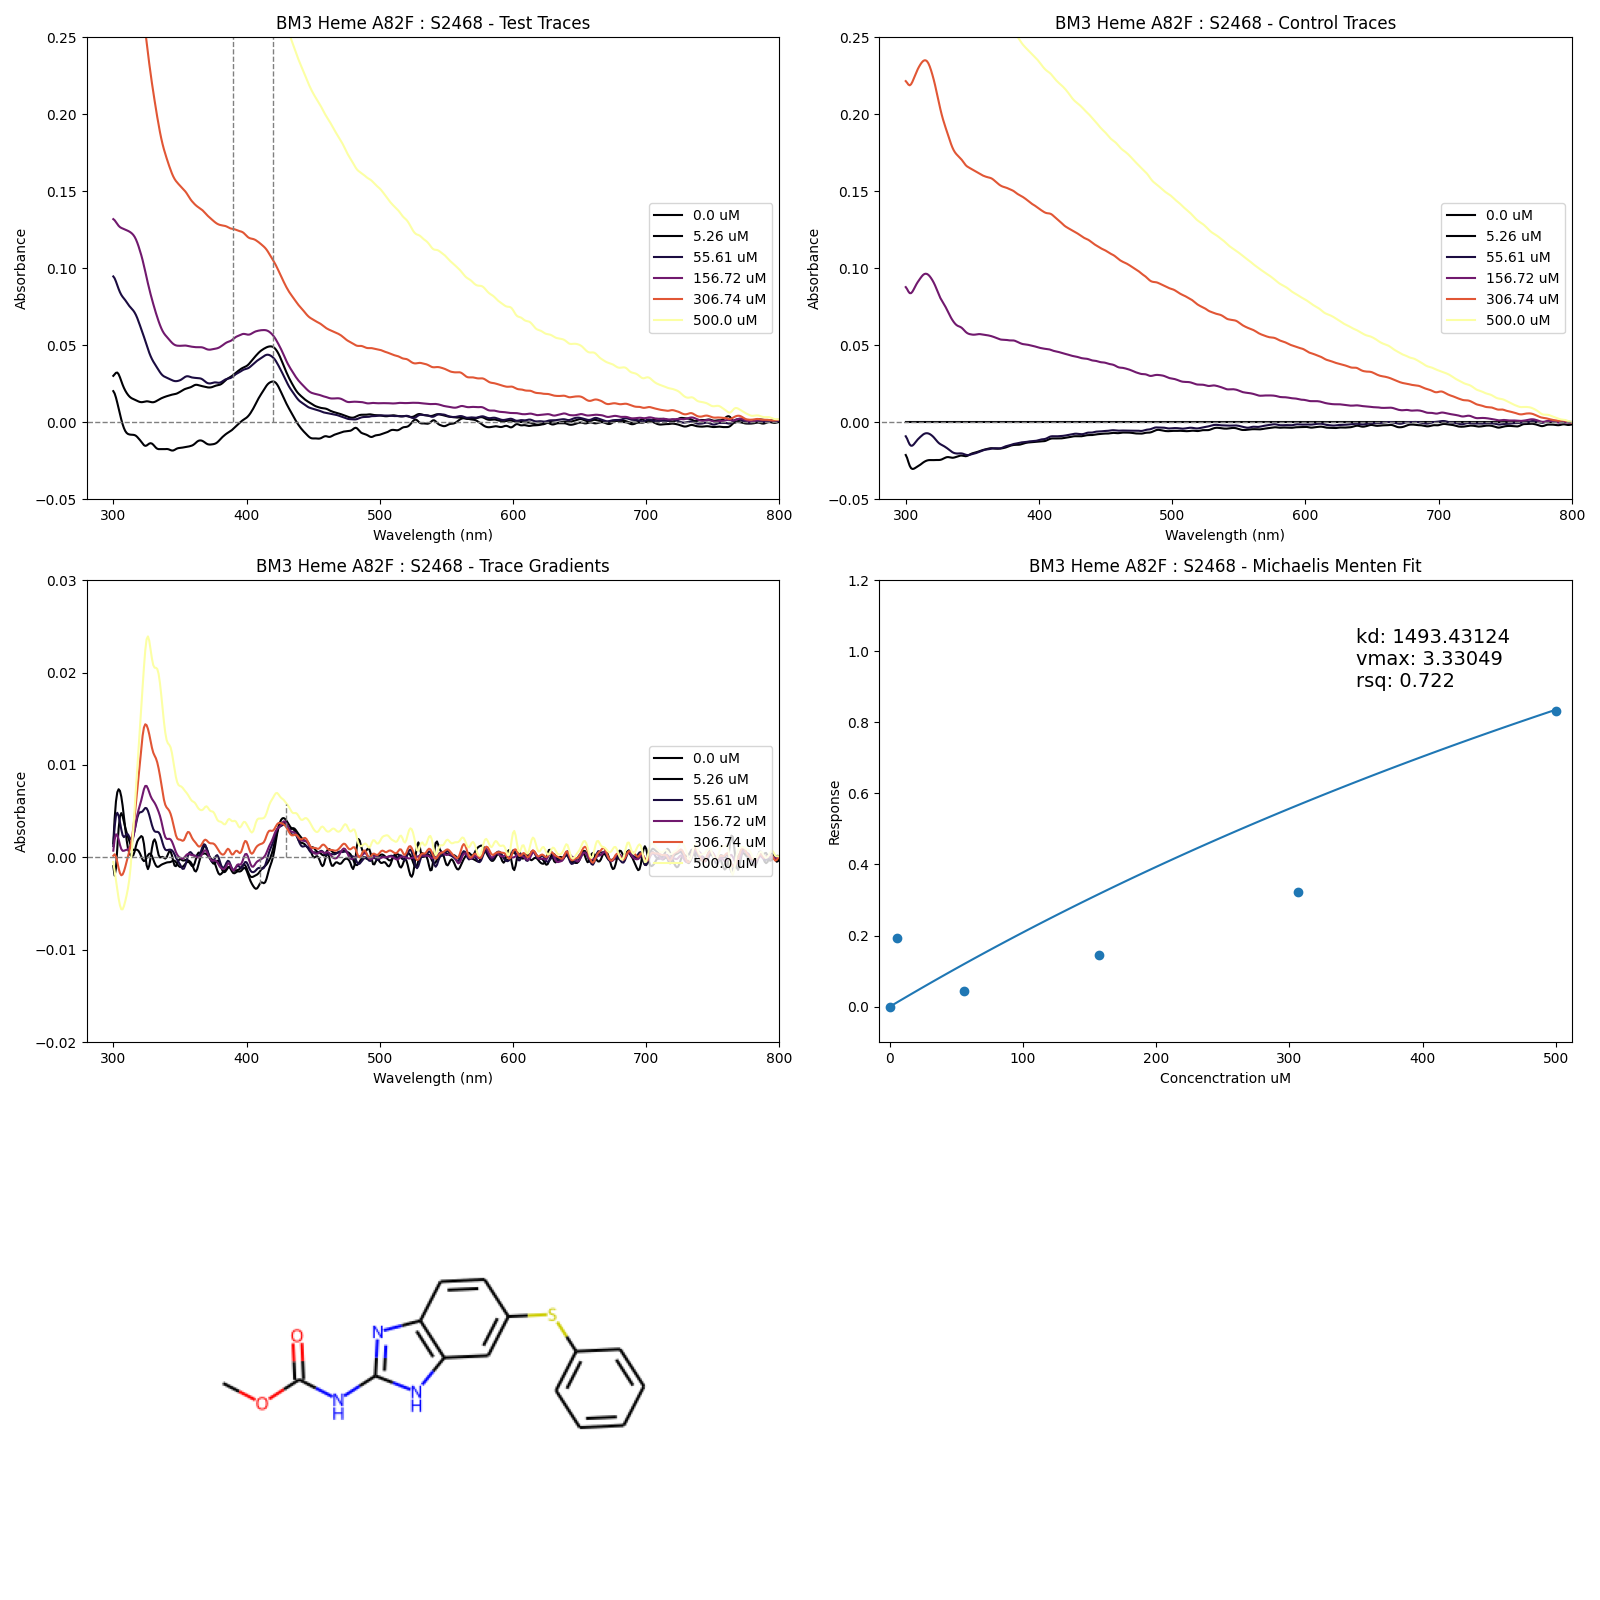 BM3 Heme A82F : S2468 - Test Traces
Absorbance
0.25
0.20
0.15
0.10
0.05
0.00
−0.05
0.0 uM
5.26 uM
55.61 uM
156.72 uM
306.74 uM
500.0 uM
300 400 500 600 700 800
Wavelength (nm)
BM3 Heme A82F : S2468 - Control Traces
Absorbance
0.25
0.20
0.15
0.10
0.05
0.00
−0.05
0.0 uM
5.26 uM
55.61 uM
156.72 uM
306.74 uM
500.0 uM
300 400 500 600 700 800
Wavelength (nm)
BM3 Heme A82F : S2468 - Trace Gradients
Absorbance
0.03
0.02
0.01
0.00
−0.01
−0.02
0.0 uM
5.26 uM
55.61 uM
156.72 uM
306.74 uM
500.0 uM
300 400 500 600 700 800
Wavelength (nm)
BM3 Heme A82F : S2468 - Michaelis Menten Fit
Response
1.2
1.0
0.8
0.6
0.4
0.2
0.0
kd: 1493.43124
vmax: 3.33049
rsq: 0.722
0 100 200 300 400 500
Concenctration uM
S
O
N
O
N
H
N
H